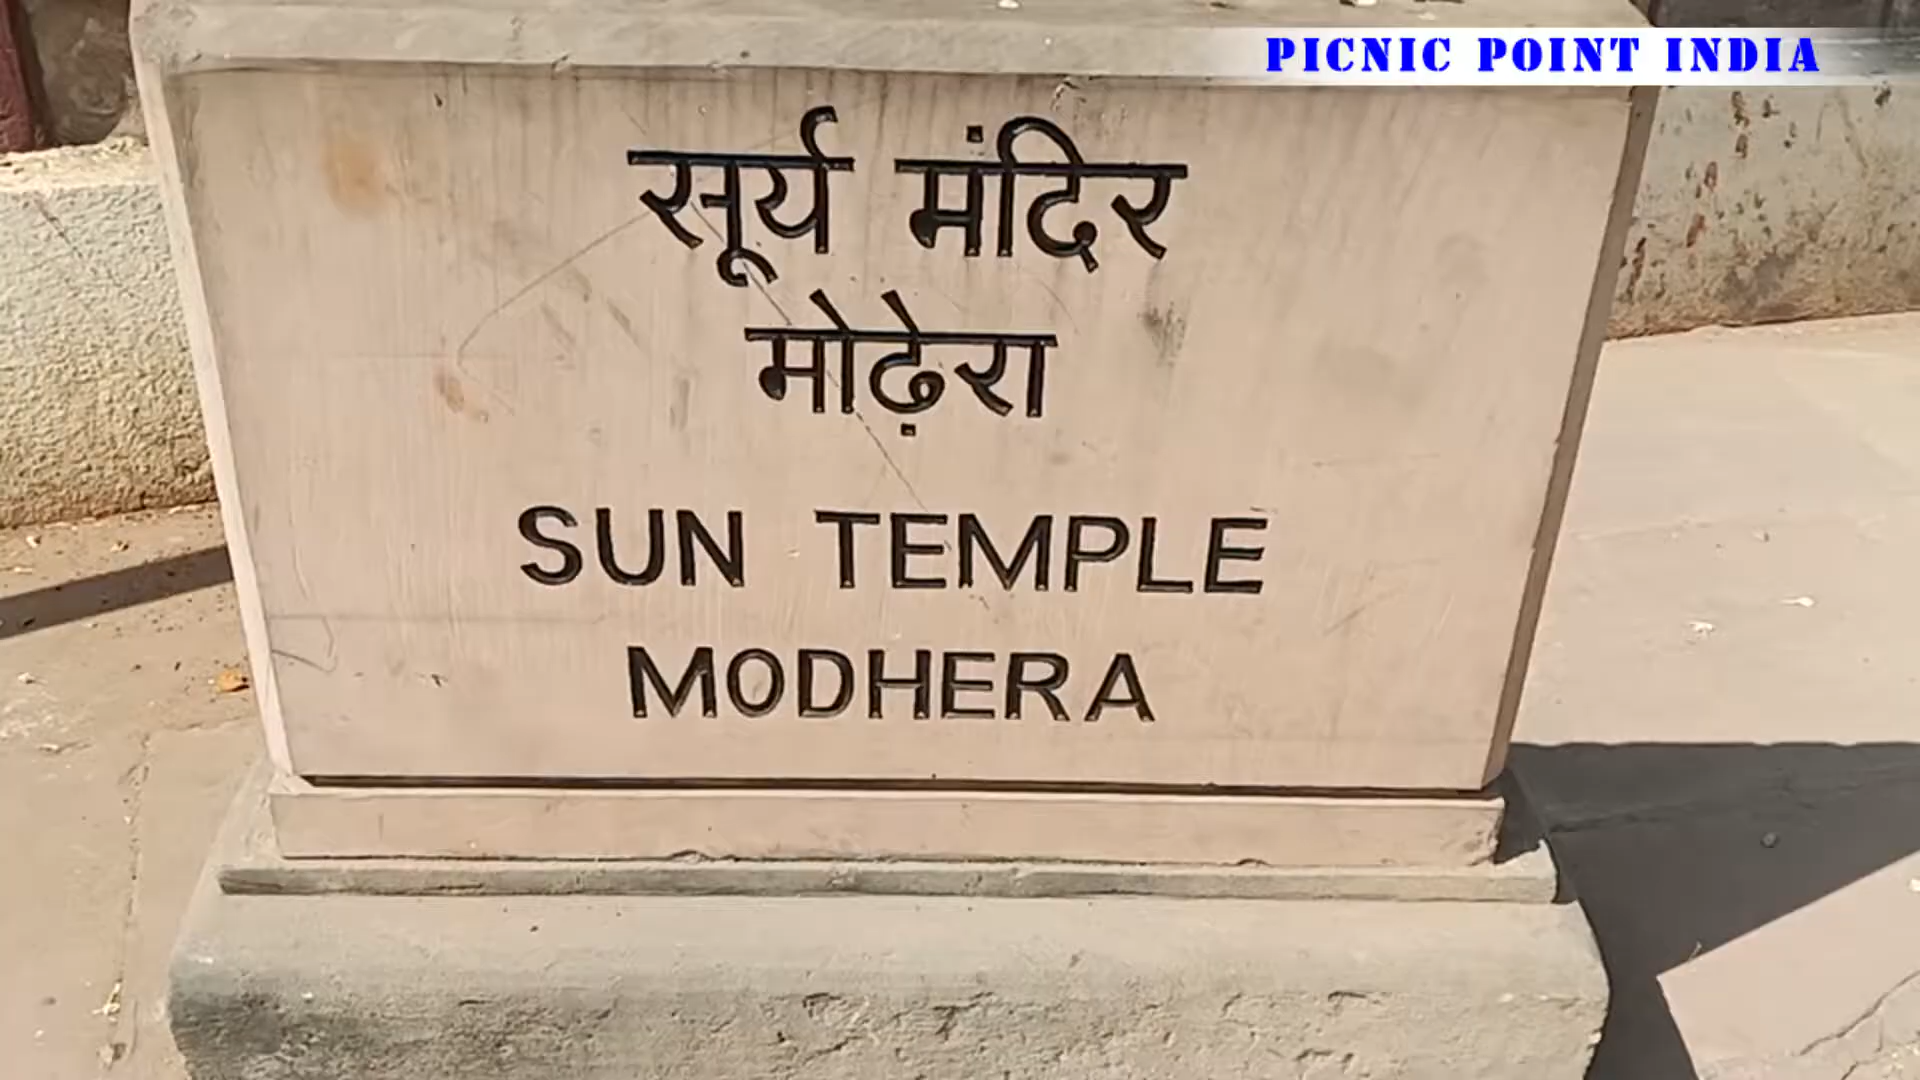 PICNIC POINT INDIA
सूर्य मंदिर
मोढ़ेरा
SUN TEMPLE
MODHERA